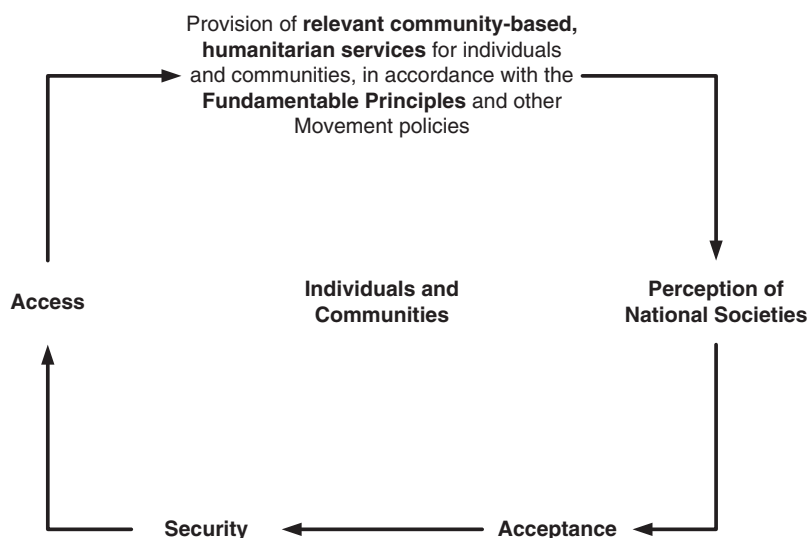 Provision of relevant community-based,
humanitarian services for individuals
and communities, in accordance with the
Fundamentable Principles and other
Movement policies
Access
Individuals and
Communities
Perception of
National Societies
Security
Acceptance